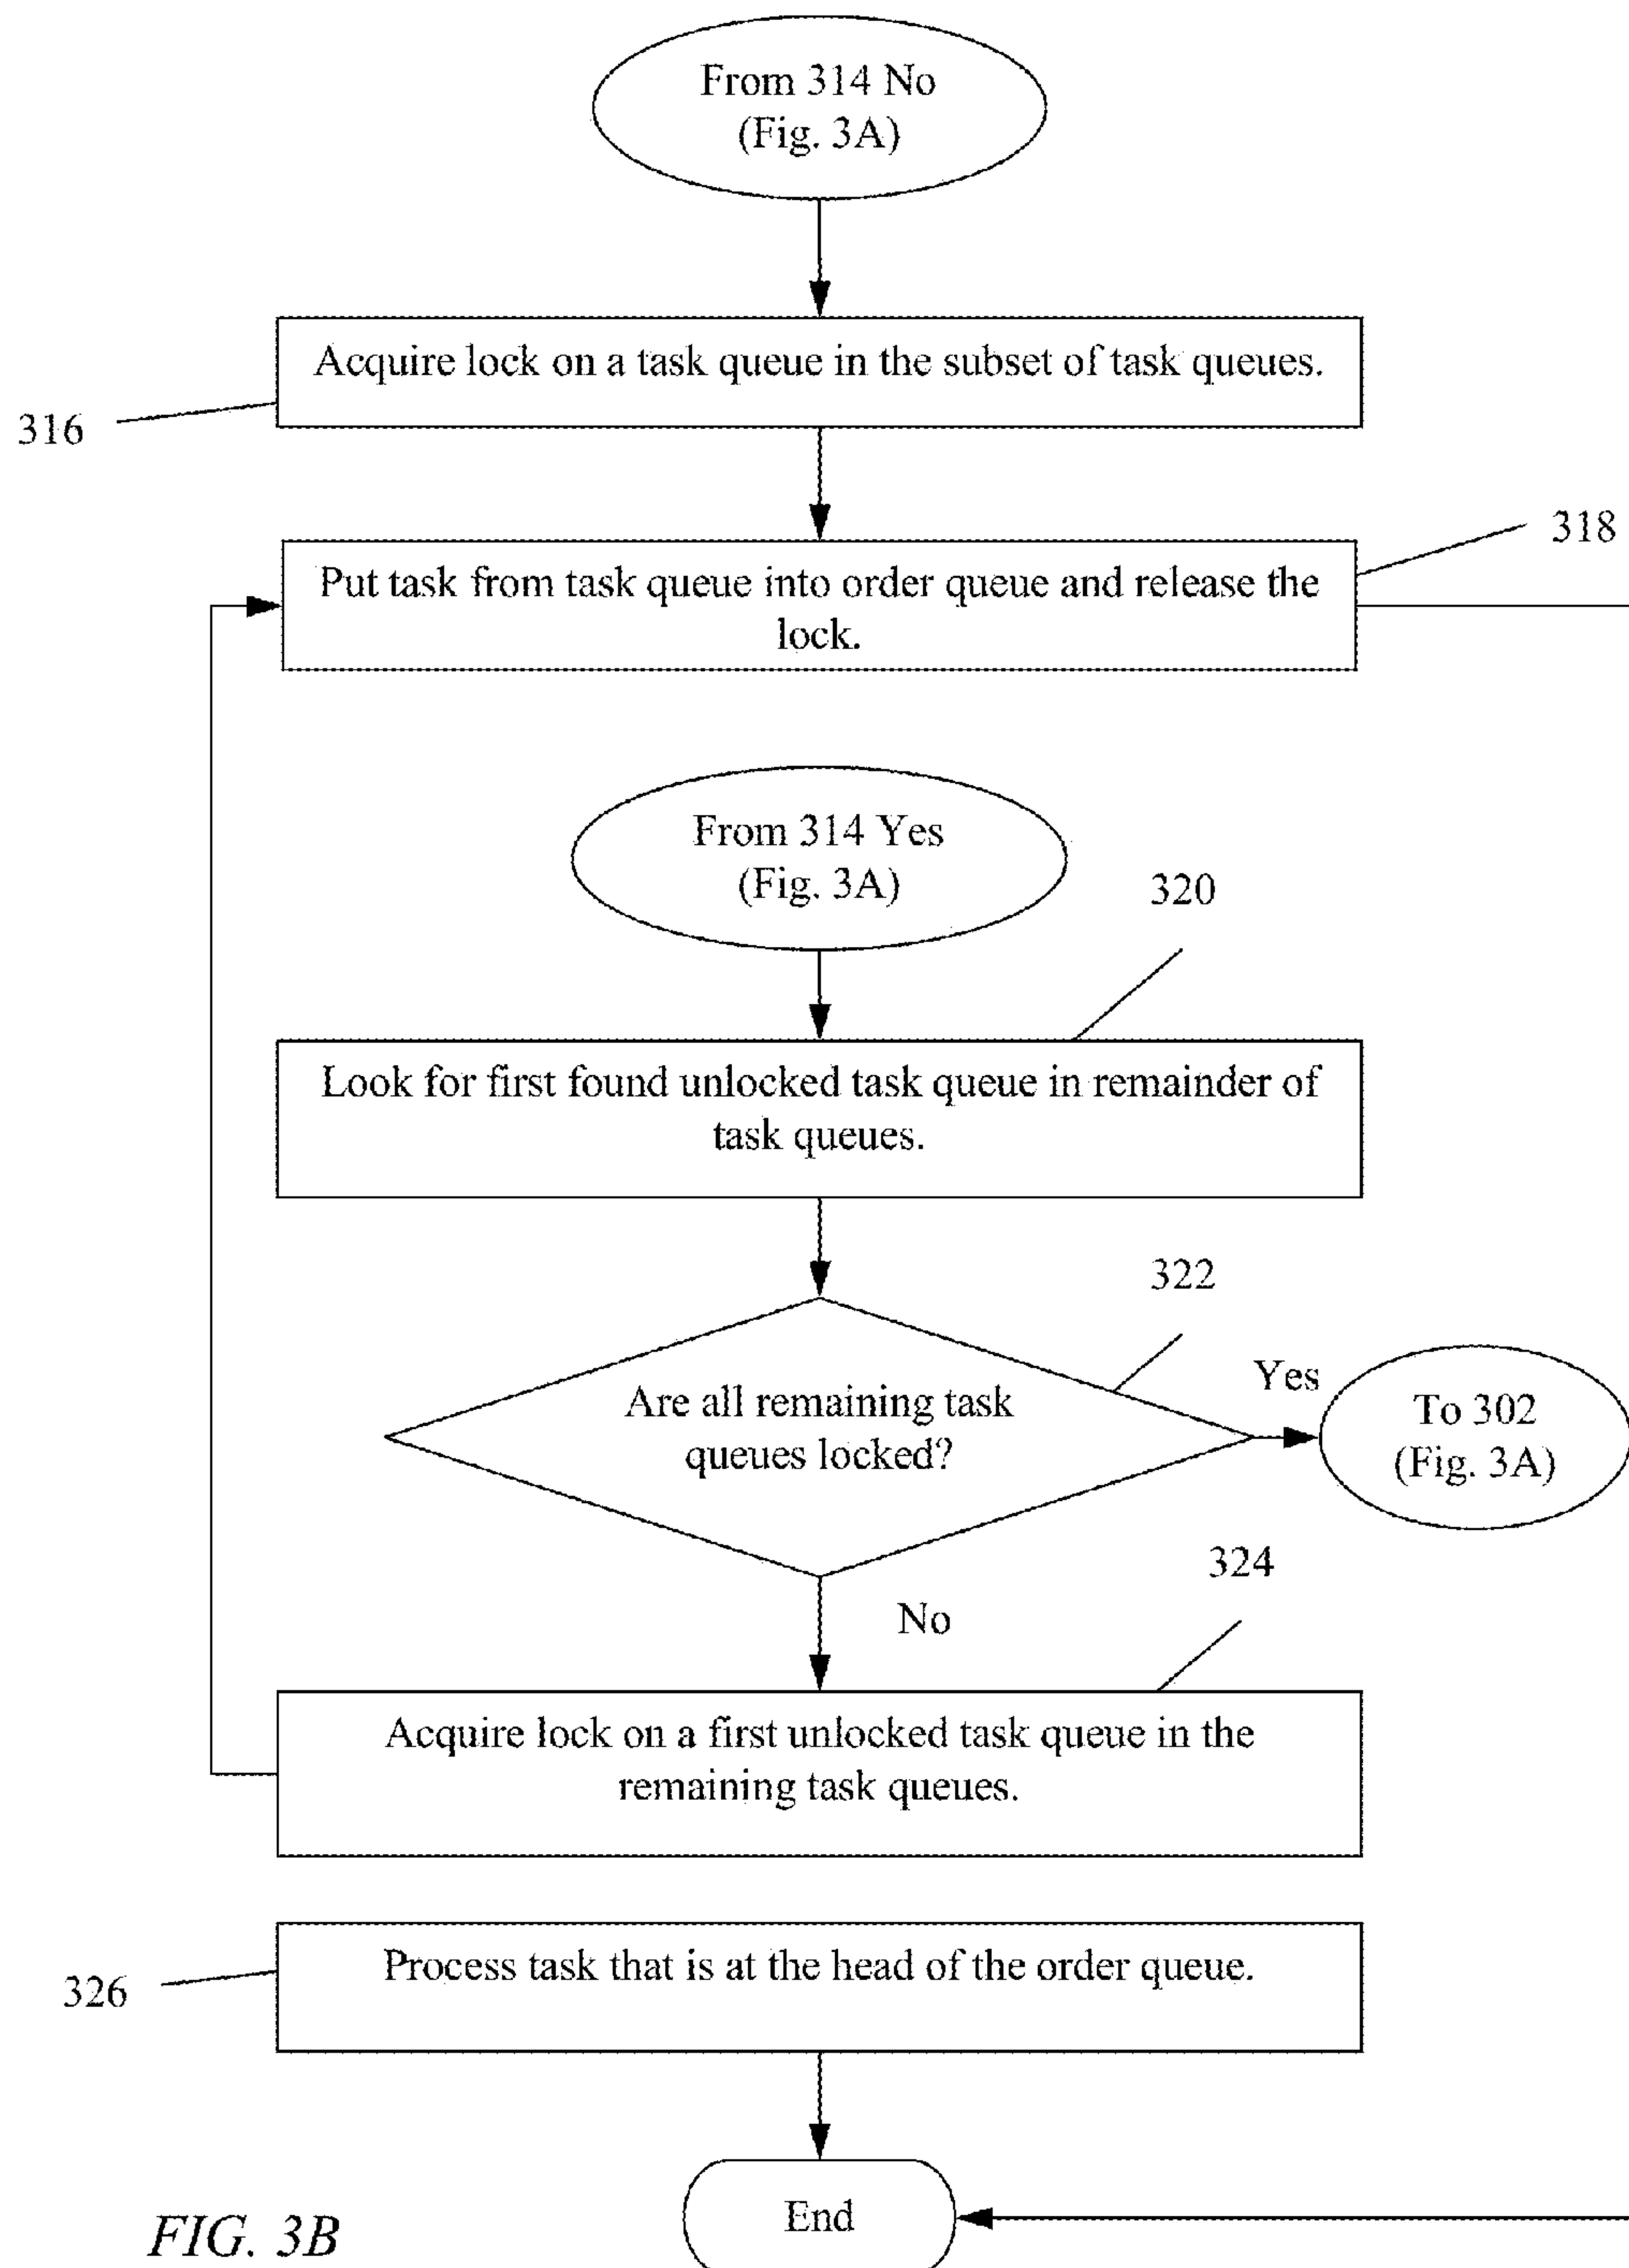 From 314 No
(Fig. 3A)
Acquire lock on a task queue in the subset of task queues.
316
318
Put task from task queue into order queue and release the
lock.
From 314 Yes
(Fig. 3A)
320
Look for first found unlocked task queue in remainder of
task queues.
322
Are all remaining task
queues locked?
Yes
To 302
(Fig. 3A)
324
No
Acquire lock on a first unlocked task queue in the
remaining task queues.
Process task that is at the head of the order queue.
326
End
FIG. 3B